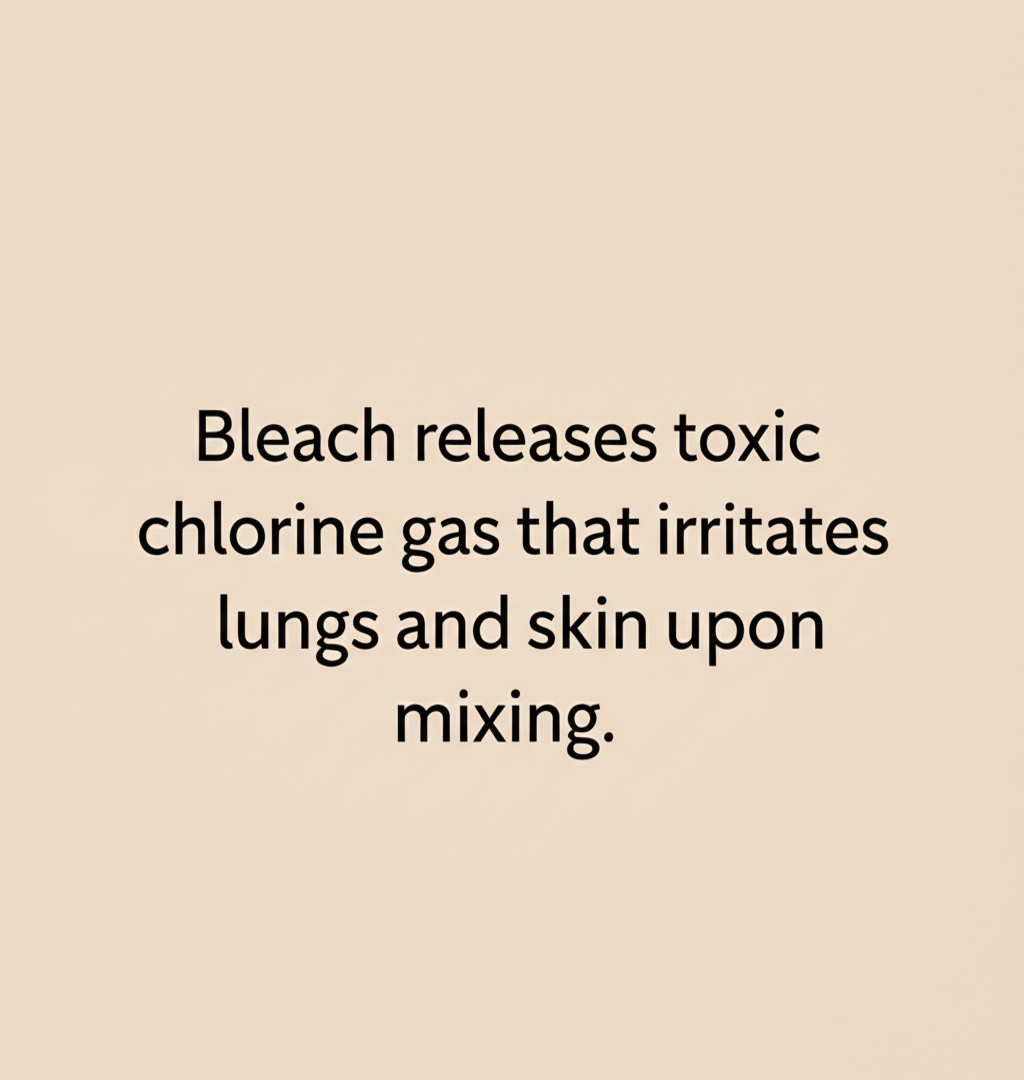 Bleach releases toxic
chlorine gas that irritates
lungs and skin upon
mixing.